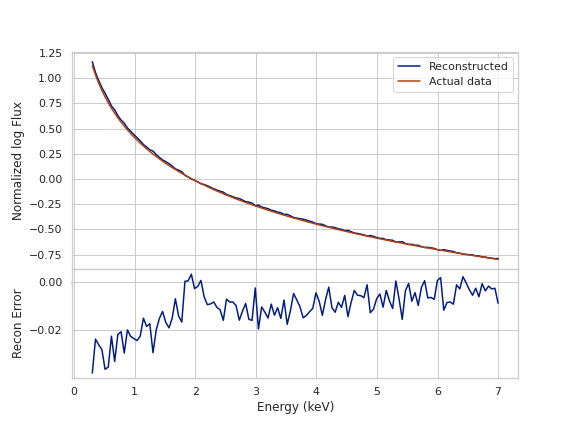 1.25
1.00
0.75
0.50
0.25
0.00
−0.25
−0.50
−0.75
Normalized log Flux
Reconstructed
Actual data
0.00
−0.02
Recon Error
0 1 2 3 4 5 6 7
Energy (keV)